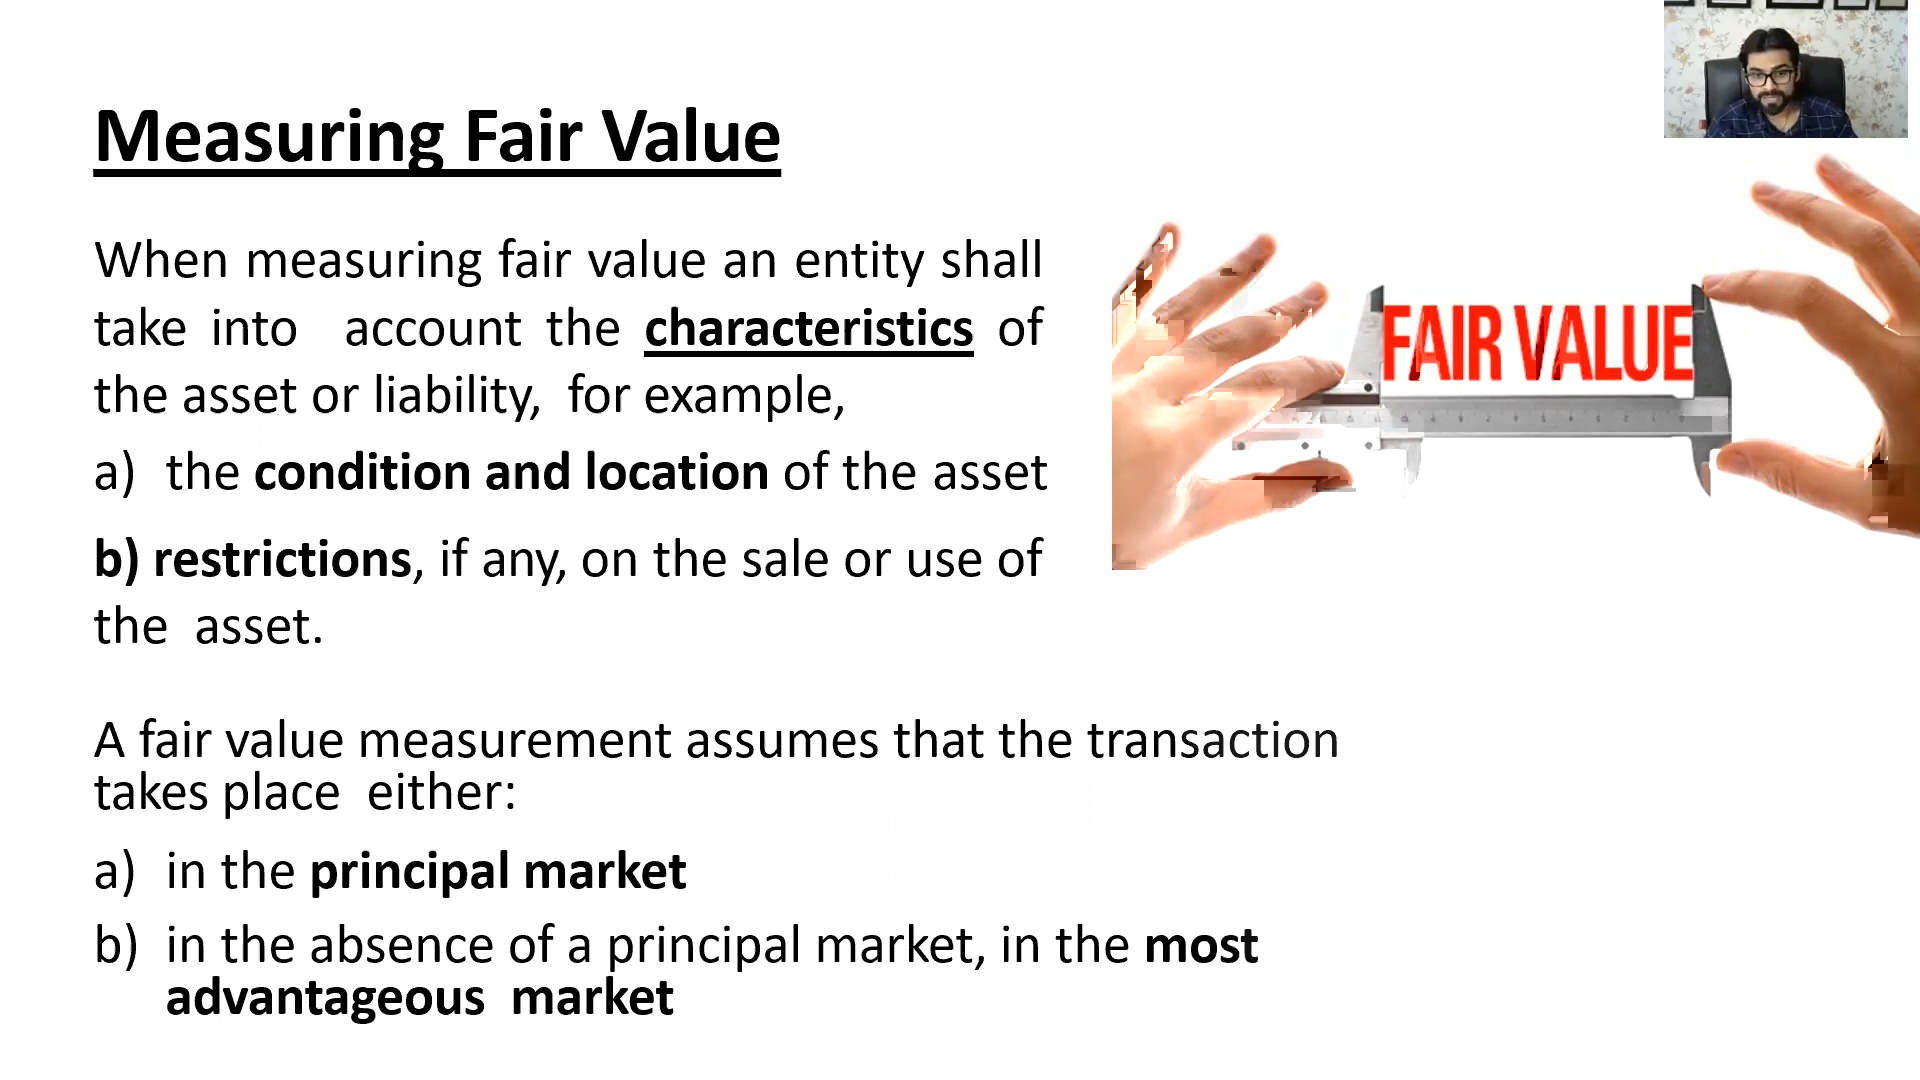 Measuring Fair Value
When measuring fair value an entity shall
take into account the characteristics of
the asset or liability, for example,
a) the condition and location of the asset
b) restrictions, if any, on the sale or use of
the asset.
FAIR VALUE
A fair value measurement assumes that the transaction
takes place either:
a) in the principal market
b) in the absence of a principal market, in the most
advantageous market